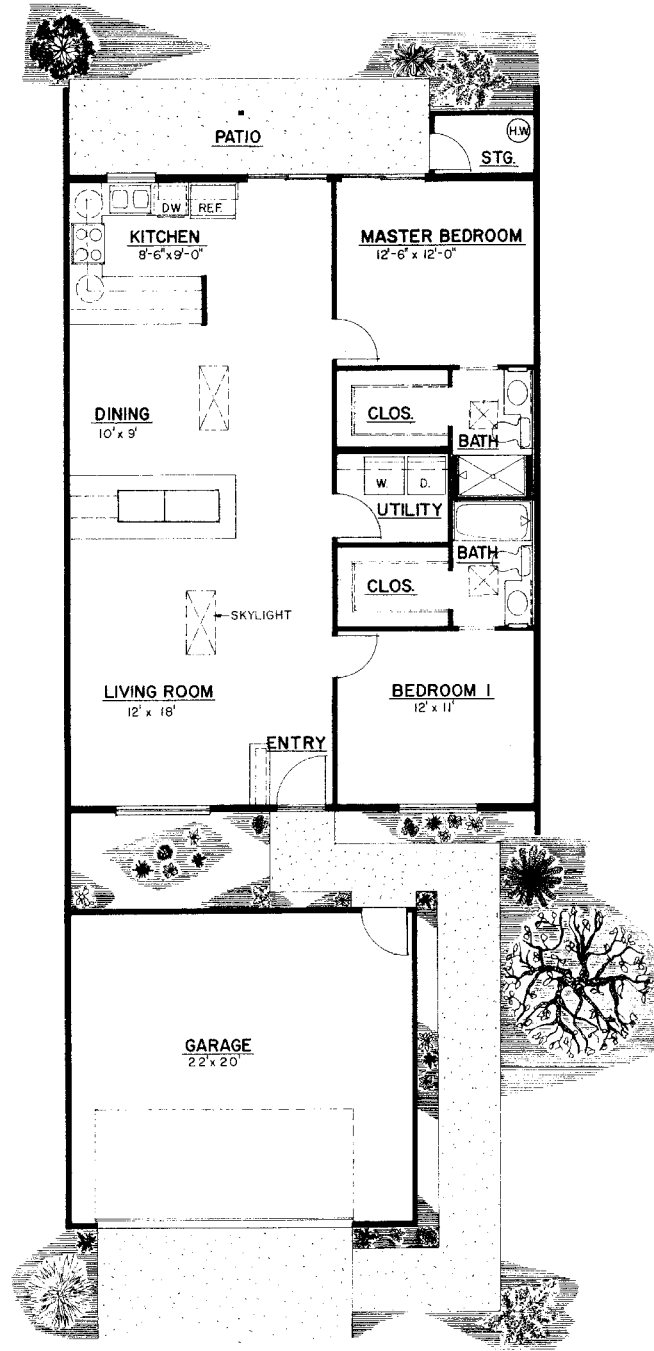 PATIO
H.W
STG.
DW
REF.
KITCHEN
8'-6" x 9'-0"
MASTER BEDROOM
12'-6" x 12'-0"
CLOS.
DINING
10' x 9'
BATH
W.
D.
UTILITY
BATH
CLOS.
SKYLIGHT
LIVING ROOM
12' x 18'
BEDROOM 1
12' x 11'
ENTRY
GARAGE
22' x 20'